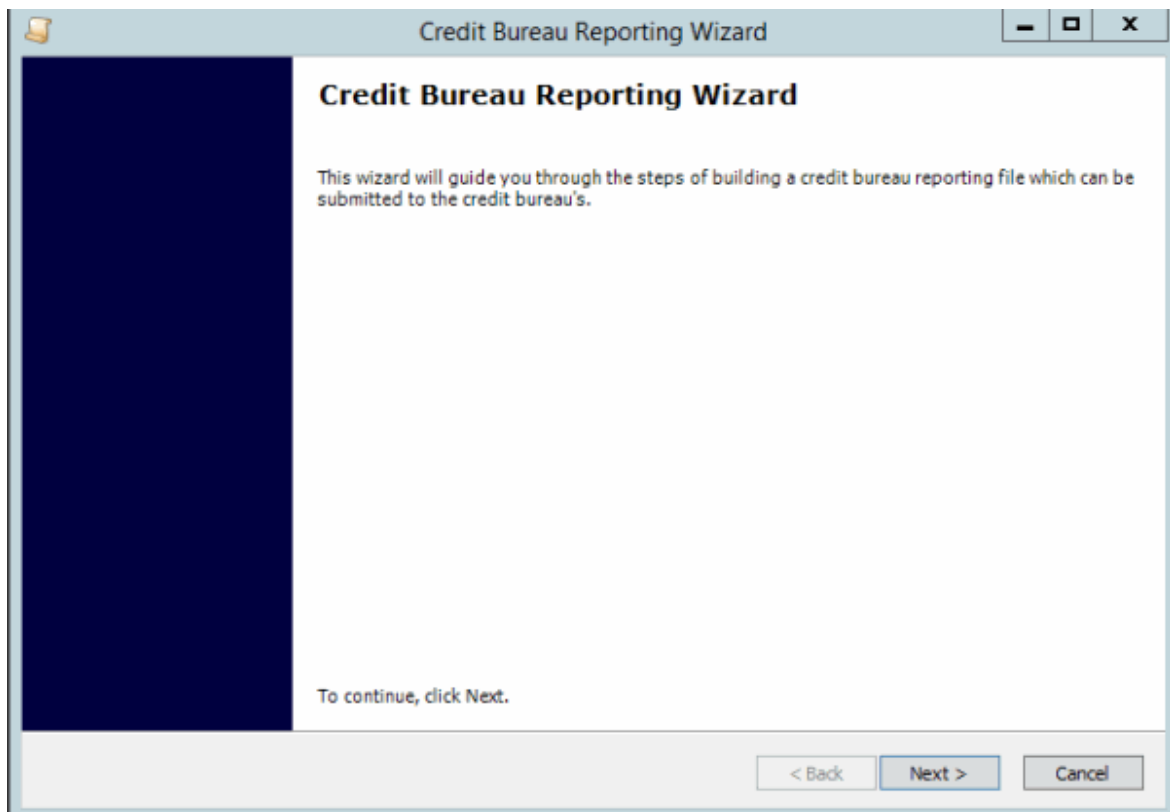 Credit Bureau Reporting Wizard
Credit Bureau Reporting Wizard
This wizard will guide you through the steps of building a credit bureau reporting file which can be
submitted to the credit bureau's.
To continue, click Next.
< Back Next > Cancel